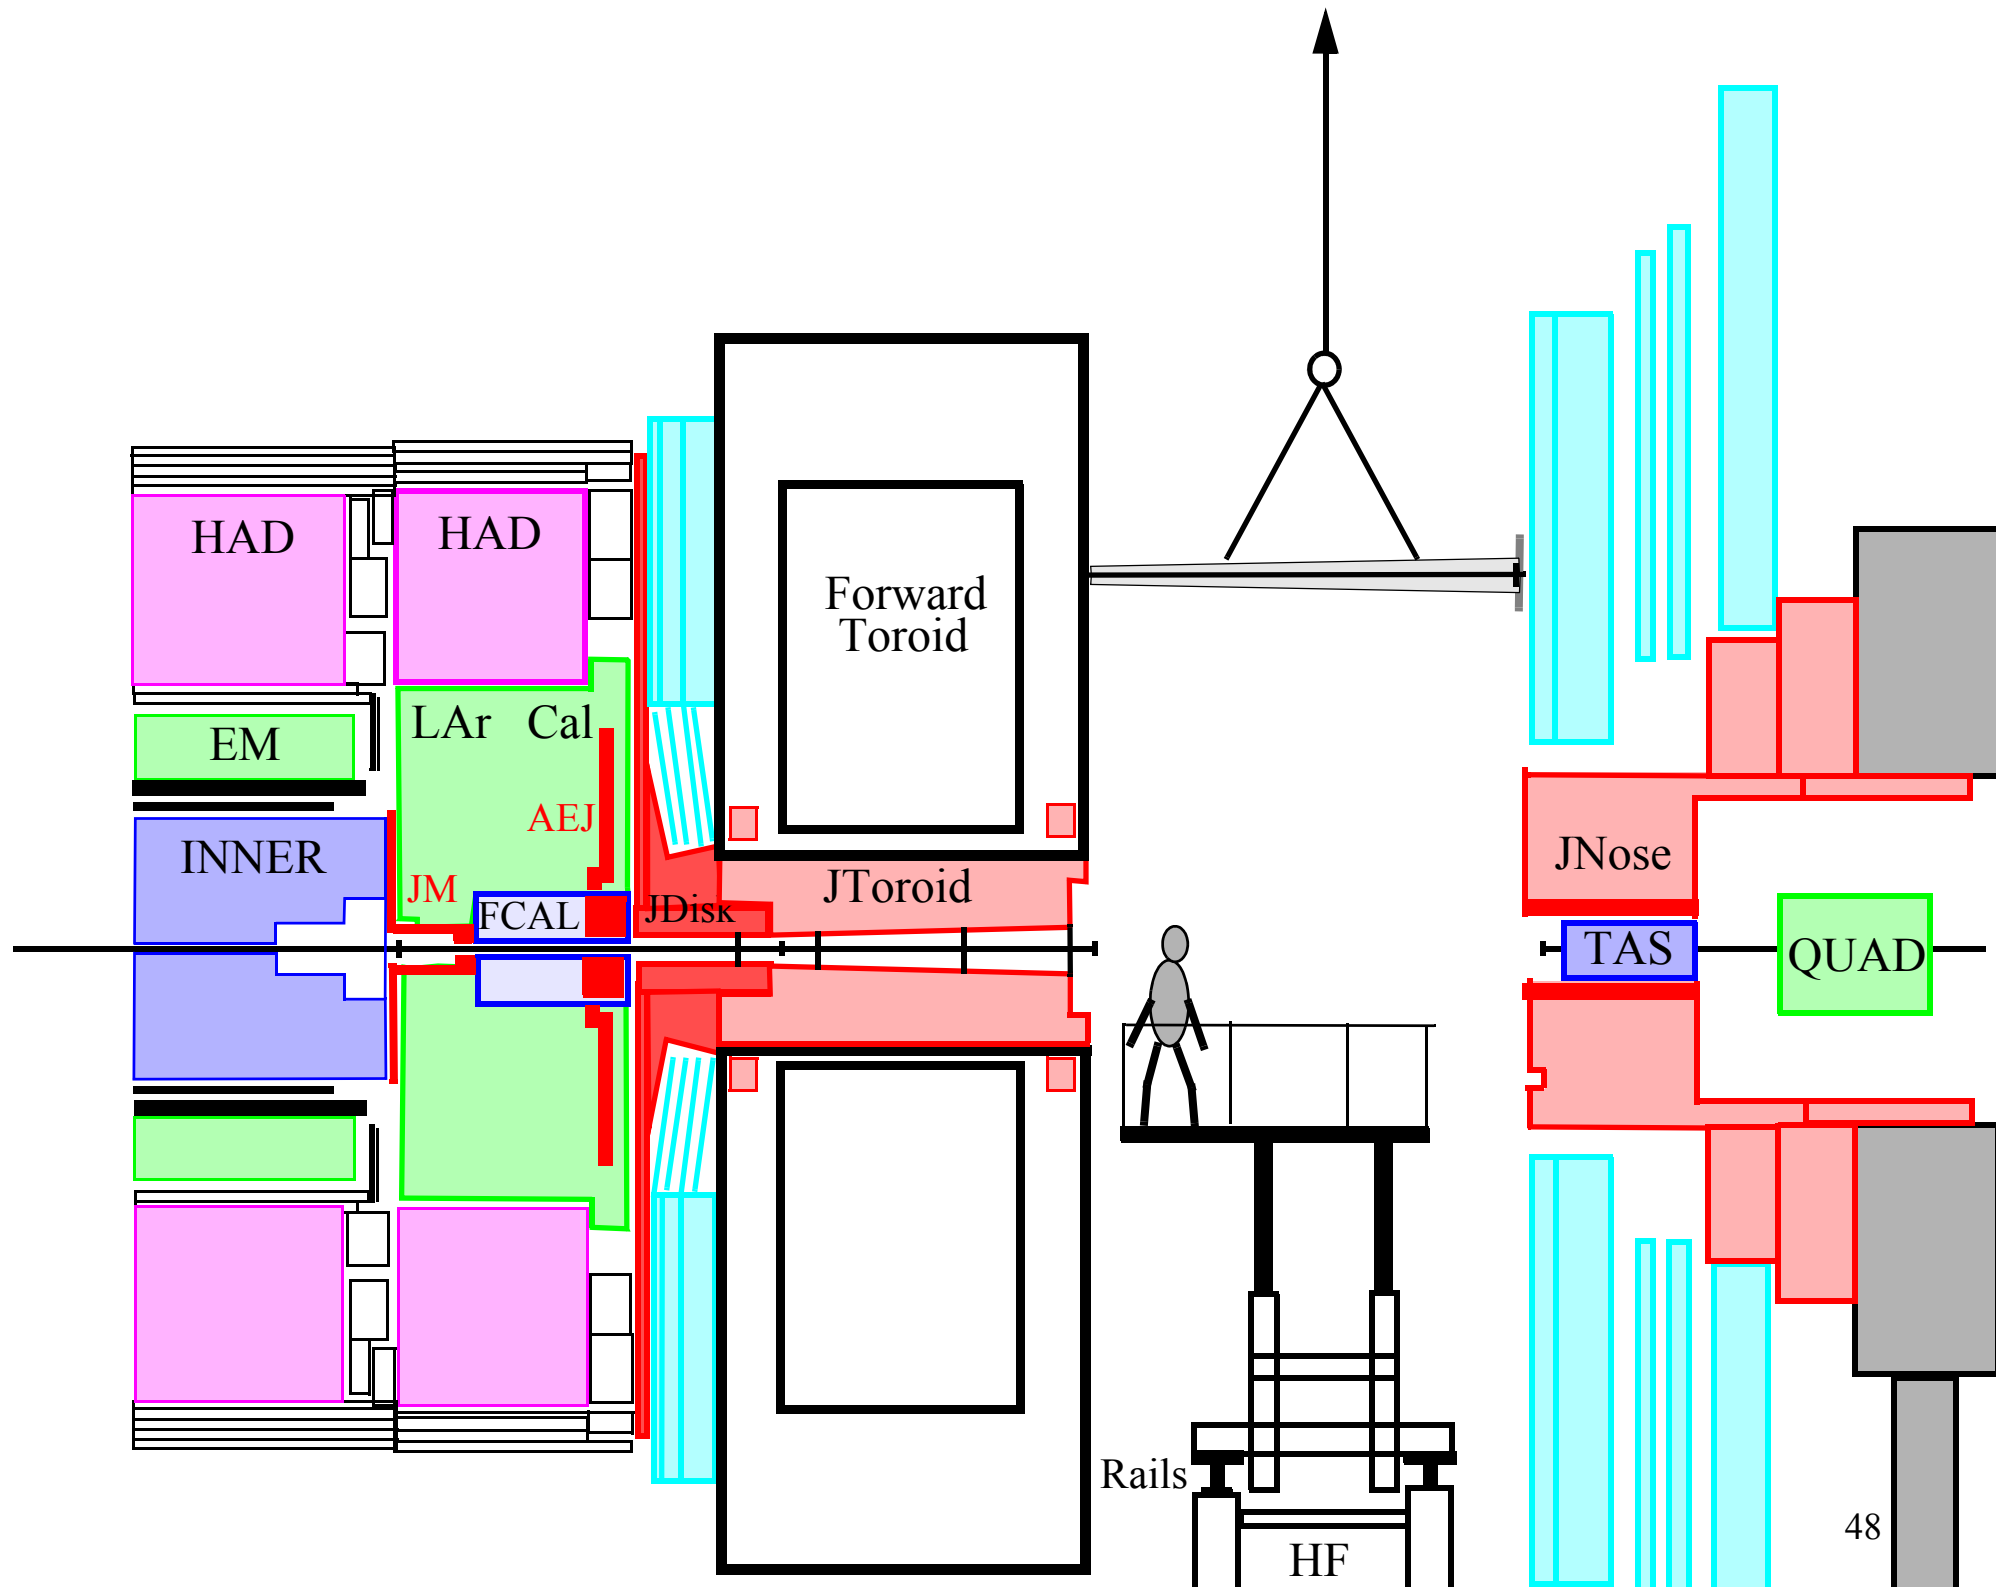 HAD
HAD
Forward
Toroid
LAr Cal
EM
AEJ
INNER
JM
FCAL
JDisk
JToroid
JNose
TAS
QUAD
Rails
HF
48